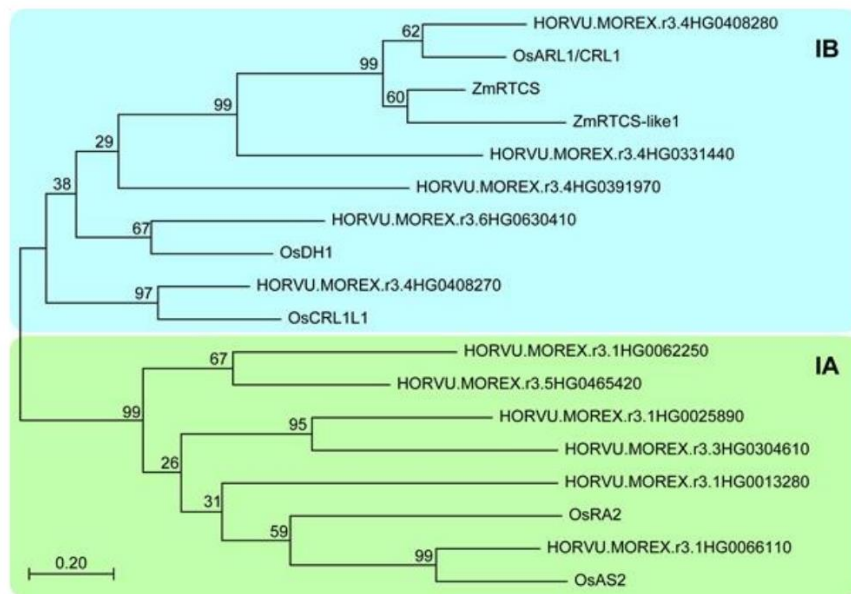 HORVU.MOREX.r3.4HG0408280
62
IB
OsARL1/CRL1
99
ZmRTCS
60
99
ZmRTCS-like1
29
HORVU.MOREX.r3.4HG0331440
38
HORVU.MOREX.r3.4HG0391970
HORVU.MOREX.r3.6HG0630410
67
OsDH1
HORVU.MOREX.r3.4HG0408270
97
OsCRL1L1
HORVU.MOREX.r3.1HG0062250
67
IA
HORVU.MOREX.r3.5HG0465420
99
HORVU.MOREX.r3.1HG0025890
95
HORVU.MOREX.r3.3HG0304610
26
HORVU.MOREX.r3.1HG0013280
31
OsRA2
59
HORVU.MOREX.r3.1HG0066110
99
OsAS2
0.20